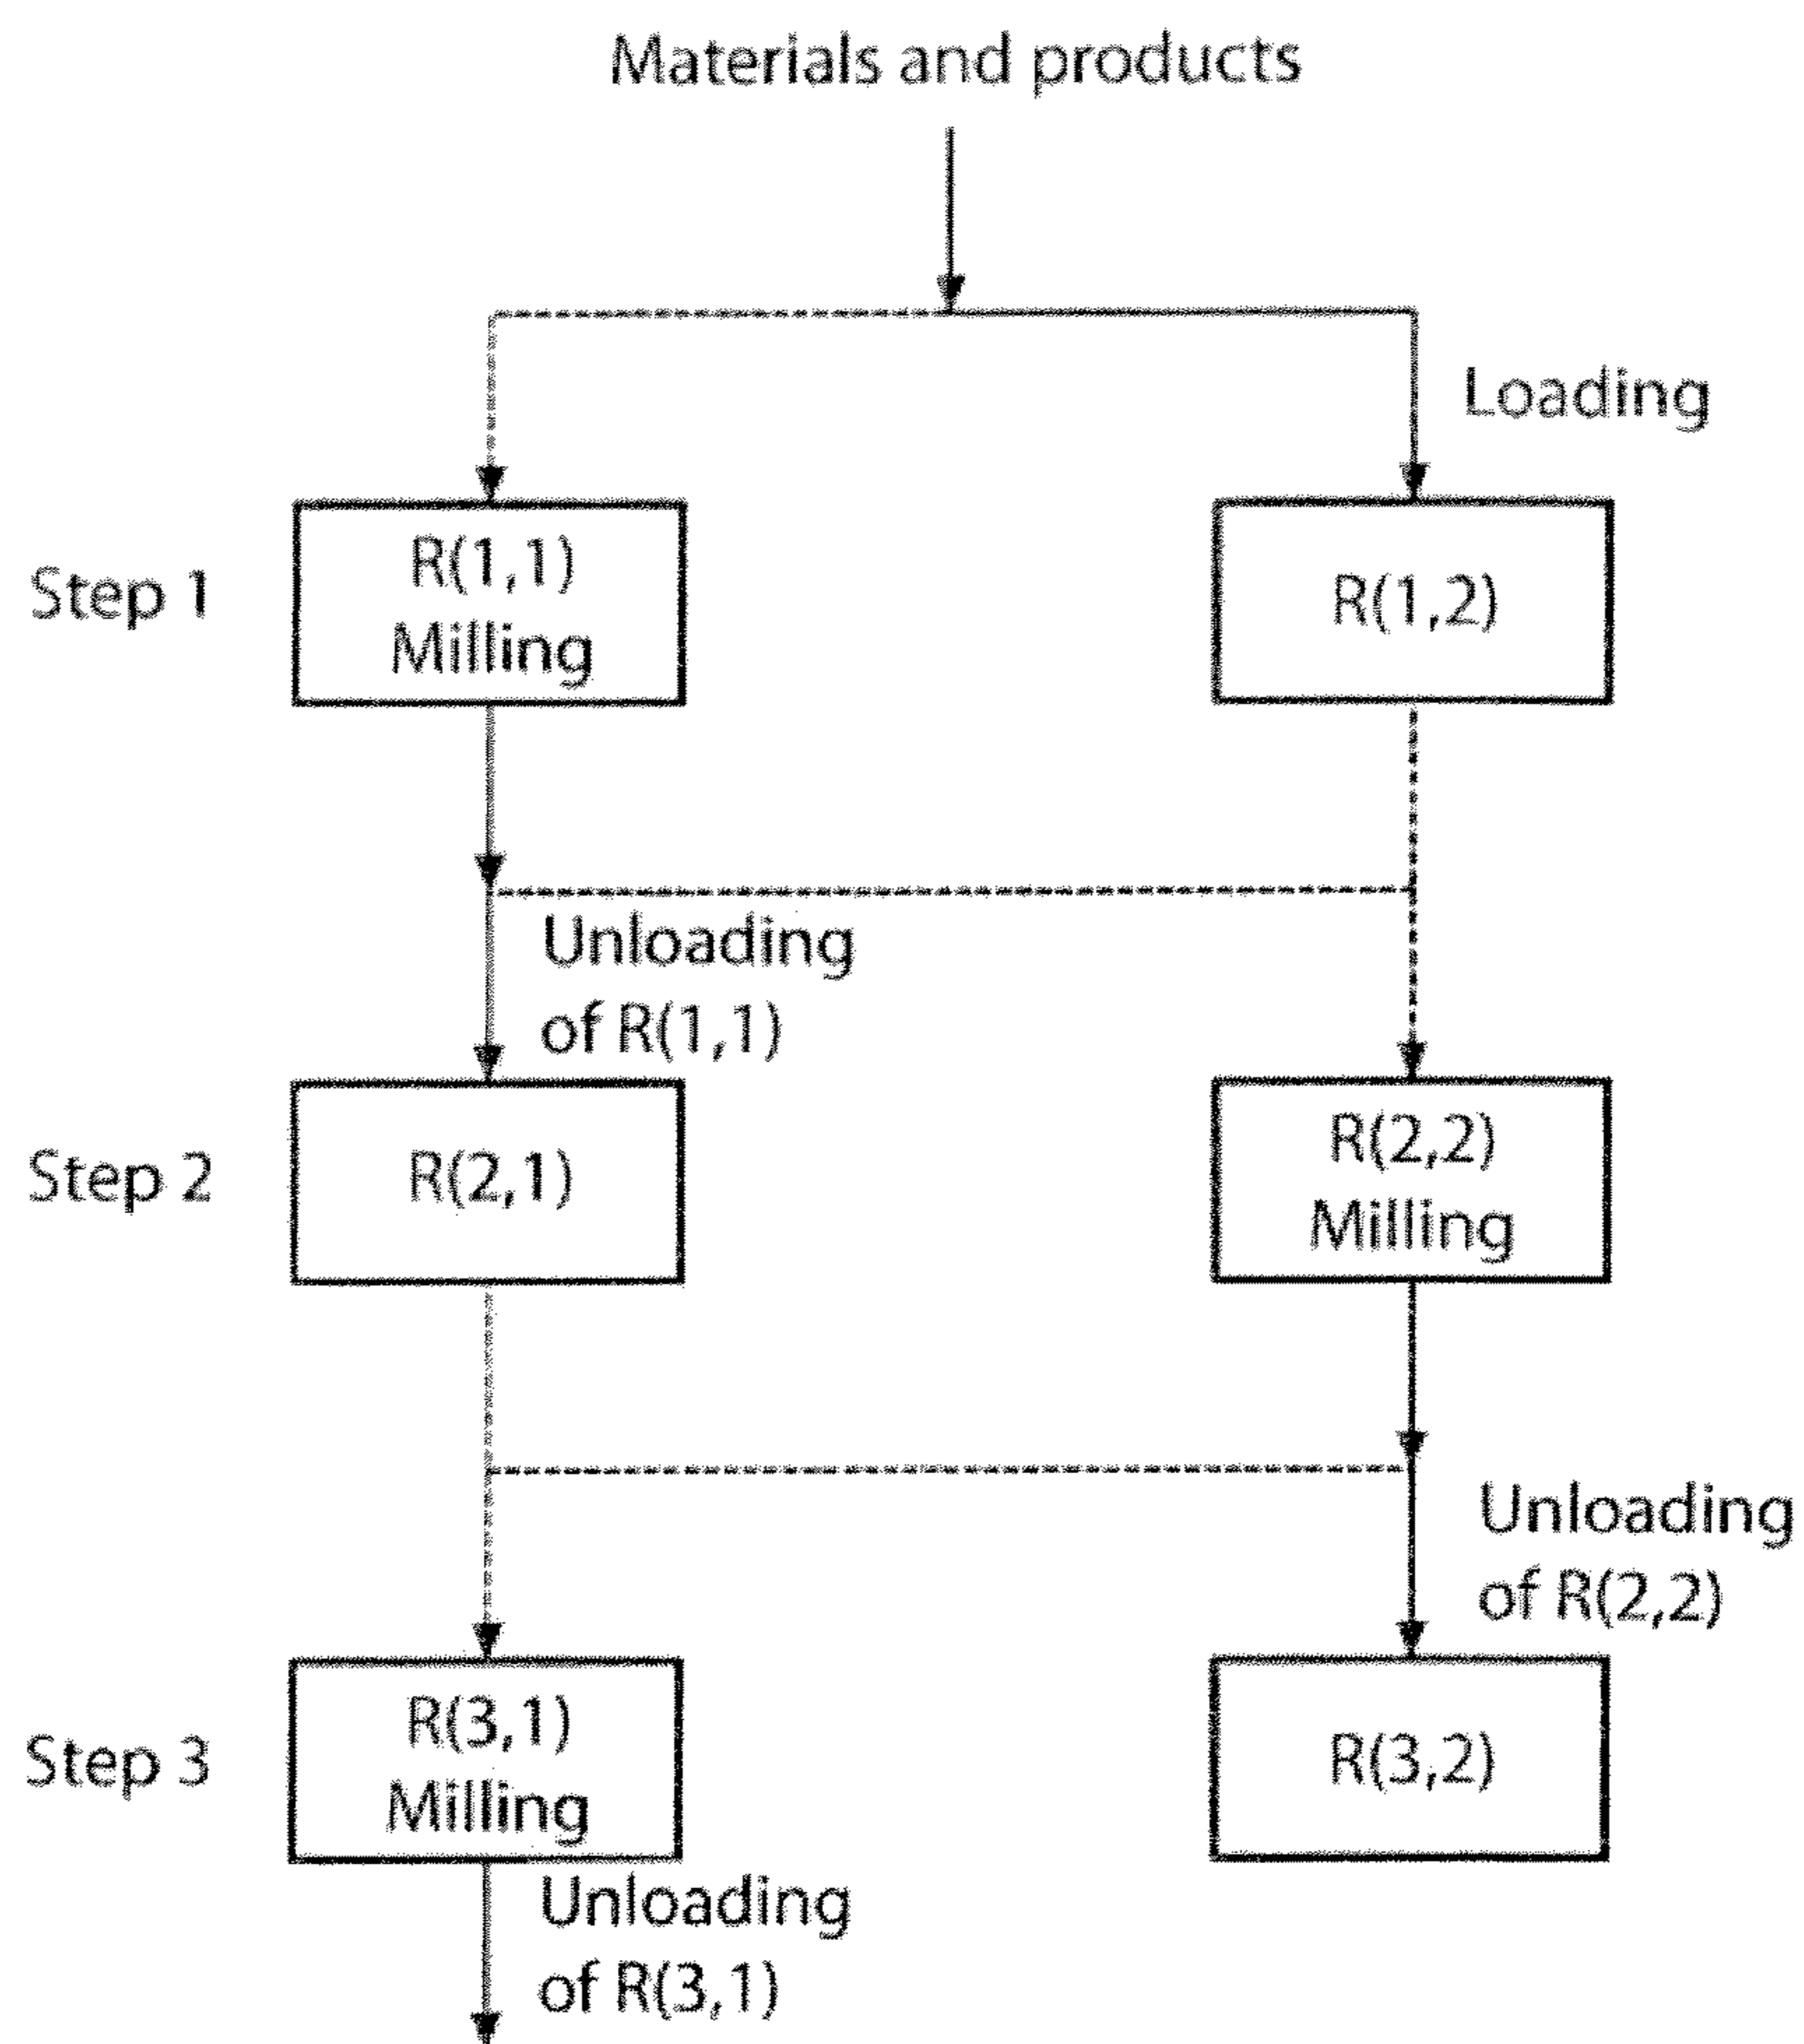 Materials and products
Loading
Step 1
R(1,1)
Milling
R(1,2)
Unloading
of R(1,1)
Step 2
R(2,1)
R(2,2)
Milling
Unloading
of R(2,2)
Step 3
R(3,1)
Milling
R(3,2)
Unloading
of R(3,1)